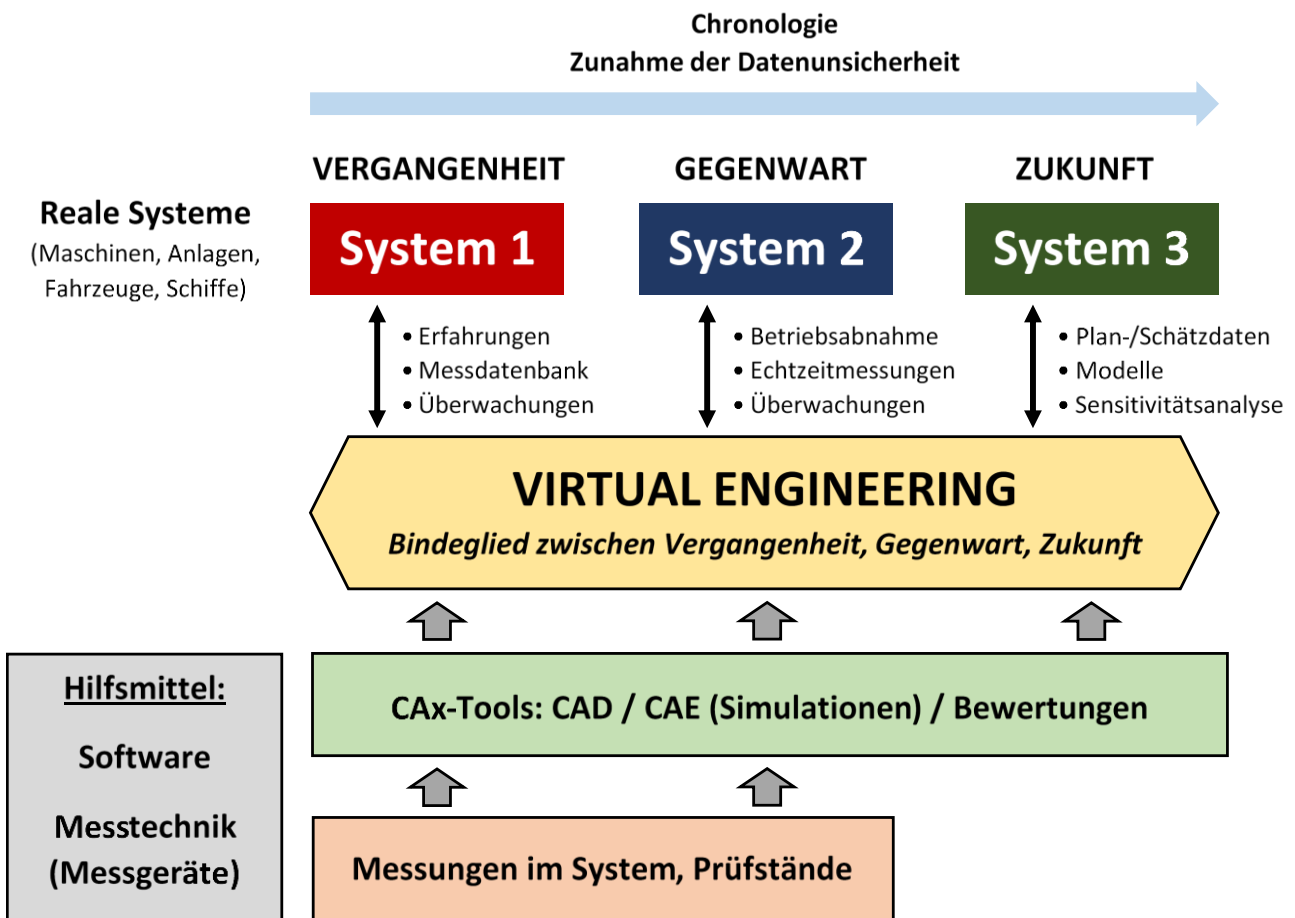 Chronologie
Zunahme der Datenunsicherheit
VERGANGENHEIT
GEGENWART
ZUKUNFT
Reale Systeme
(Maschinen, Anlagen,
Fahrzeuge, Schiffe)
System 1
System 2
System 3
• Erfahrungen
• Messdatenbank
• Überwachungen
• Betriebsabnahme
• Echtzeitmessungen
• Überwachungen
• Plan-/Schätzdaten
• Modelle
• Sensitivitätsanalyse
VIRTUAL ENGINEERING
Bindeglied zwischen Vergangenheit, Gegenwart, Zukunft
Hilfsmittel:
Software
Messtechnik
(Messgeräte)
CAx-Tools: CAD / CAE (Simulationen) / Bewertungen
Messungen im System, Prüfstände